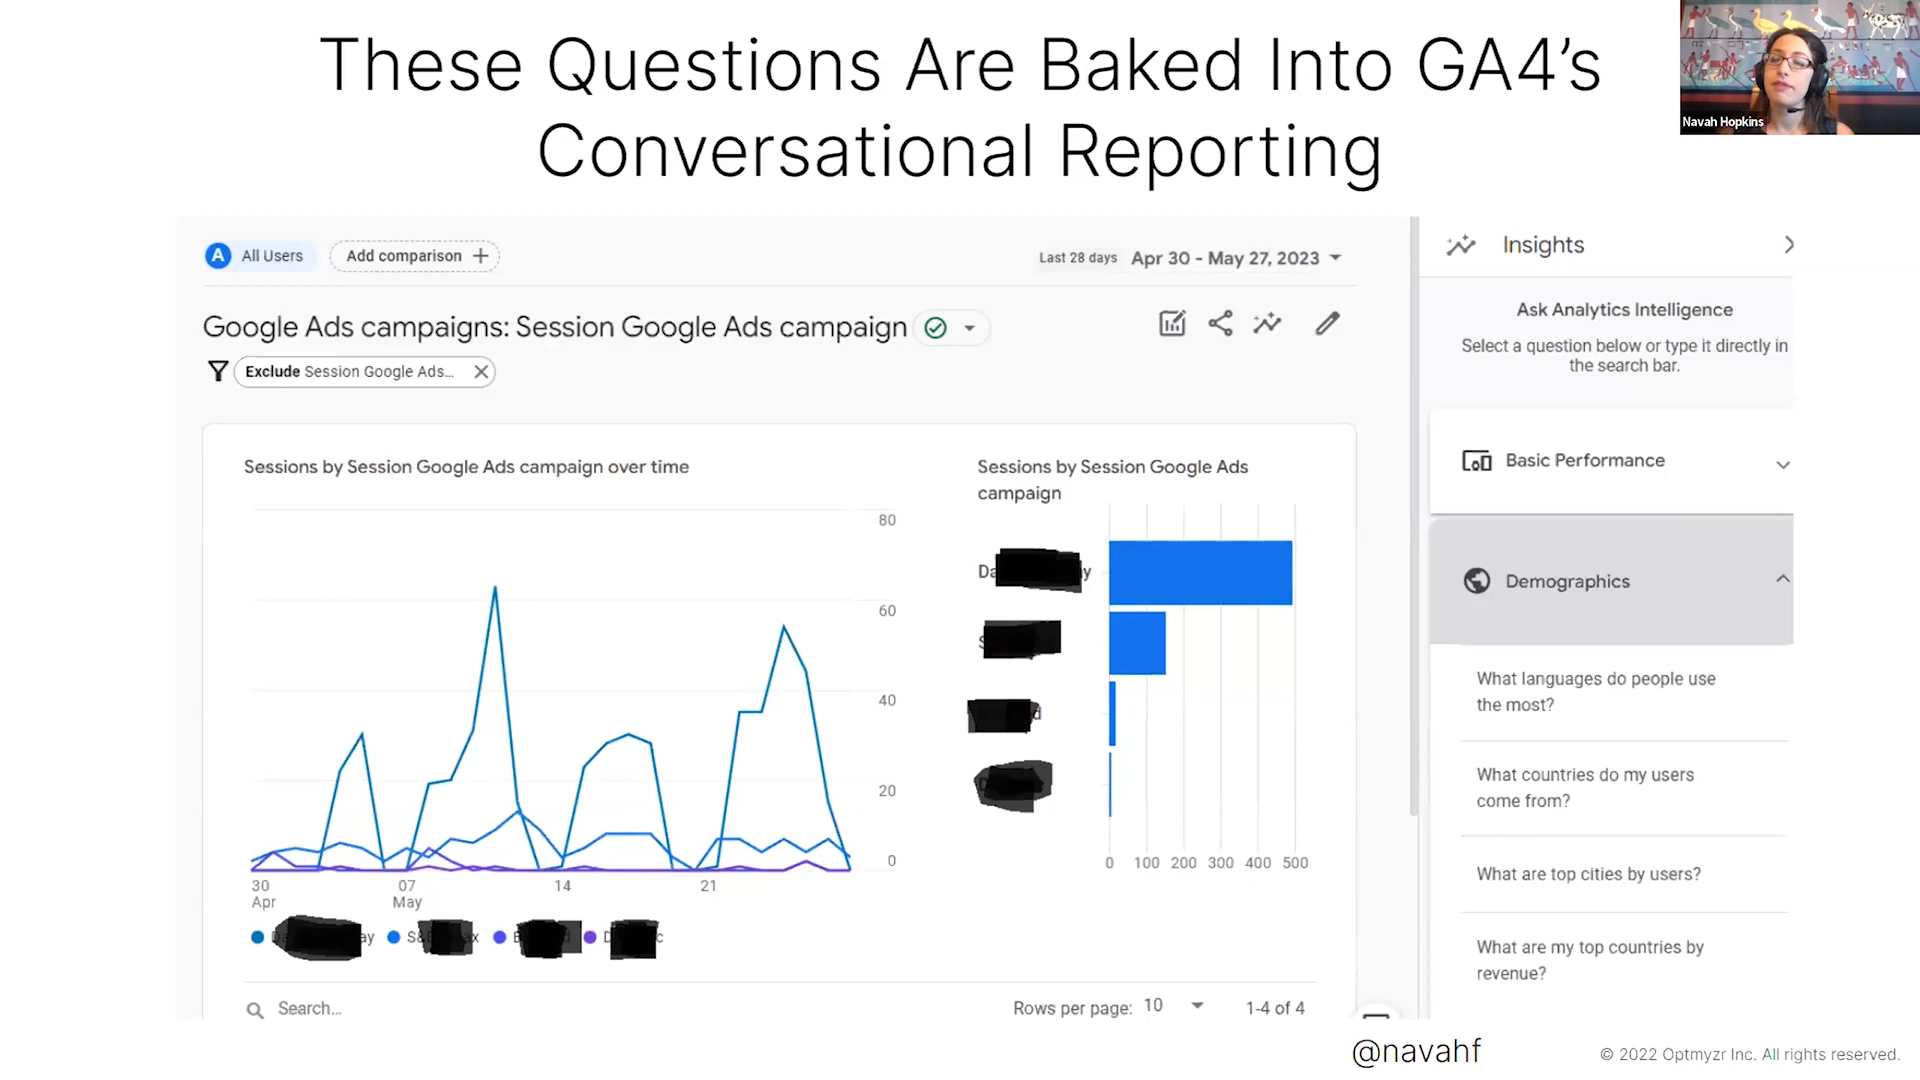 These Questions Are Baked Into GA4's
Conversational Reporting
Navah Hopkins
A All Users
Add comparison +
Last 28 days Apr 30 - May 27, 2023
Google Ads campaigns: Session Google Ads campaign
Exclude Session Google Ads...
Sessions by Session Google Ads campaign over time
80
60
40
20
0
30
Apr
07
May
14
21
Sessions by Session Google Ads
campaign
0 100 200 300 400 500
Search...
Rows per page: 10
1-4 of 4
Insights
Ask Analytics Intelligence
Select a question below or type it directly in
the search bar.
Basic Performance
Demographics
What languages do people use
the most?
What countries do my users
come from?
What are top cities by users?
What are my top countries by
revenue?
@navahf
© 2022 Optmyzr Inc. All rights reserved.